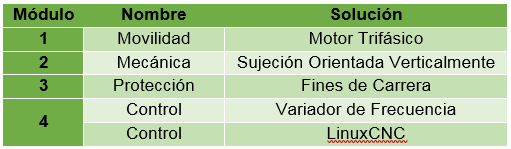 Módulo Nombre Solución
1 Movilidad Motor Trifásico
2 Mecánica Sujeción Orientada Verticalmente
3 Protección Fines de Carrera
4 Control Variador de Frecuencia
Control LinuxCNC